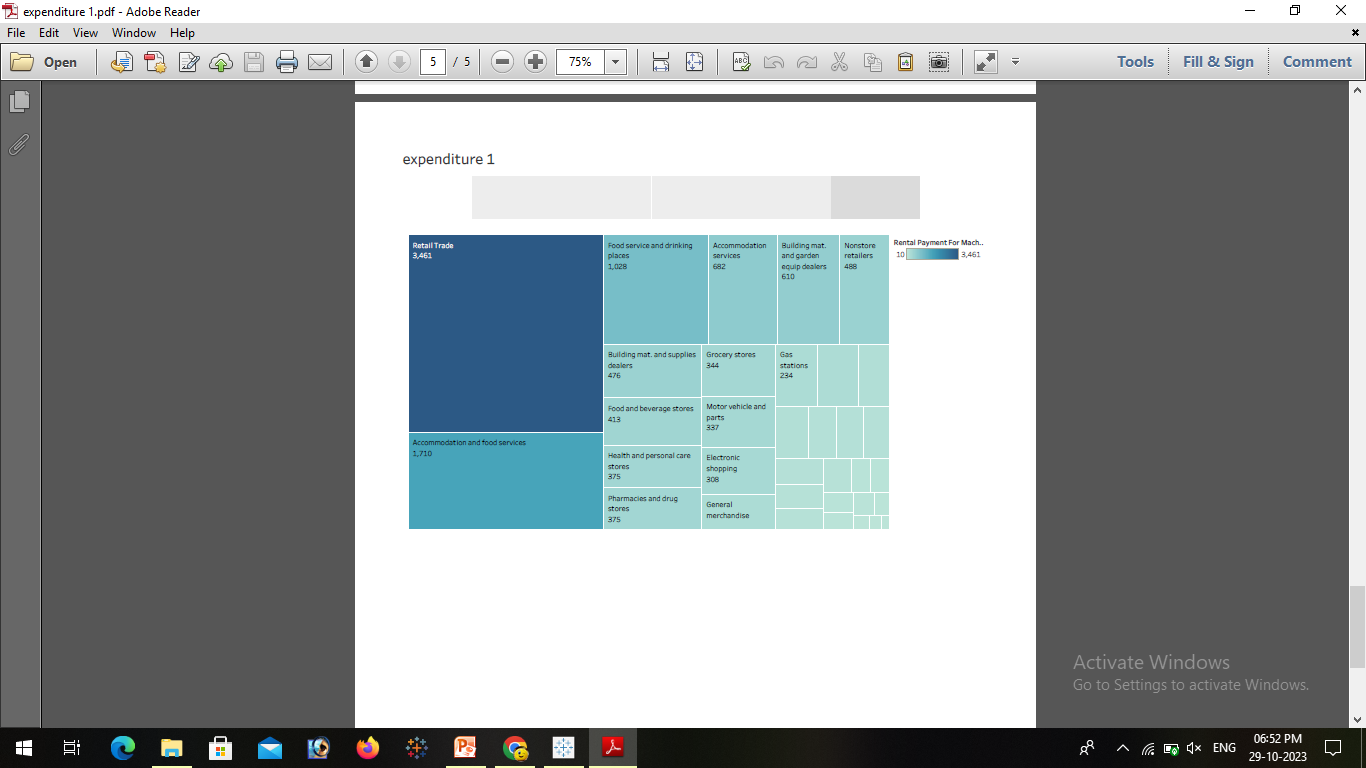 expenditure 1.pdf - Adobe Reader
File Edit View Window Help
Open 5 / 5 75% Tools Fill & Sign Comment
expenditure 1
Retail Trade
3,461
Accommodation and food services
1,710
Food service and drinking
places
1,028
Accommodation
services
682
Building mat.
and garden
equip dealers
610
Nonstore
retailers
488
Building mat. and supplies
dealers
476
Food and beverage stores
413
Health and personal care
stores
375
Pharmacies and drug
stores
375
Grocery stores
344
Motor vehicle and
parts
337
Electronic
shopping
308
General
merchandise
Gas
stations
234
Rental Payment For Mach..
10 3,461
Activate Windows
Go to Settings to activate Windows.
ENG
06:52 PM
29-10-2023